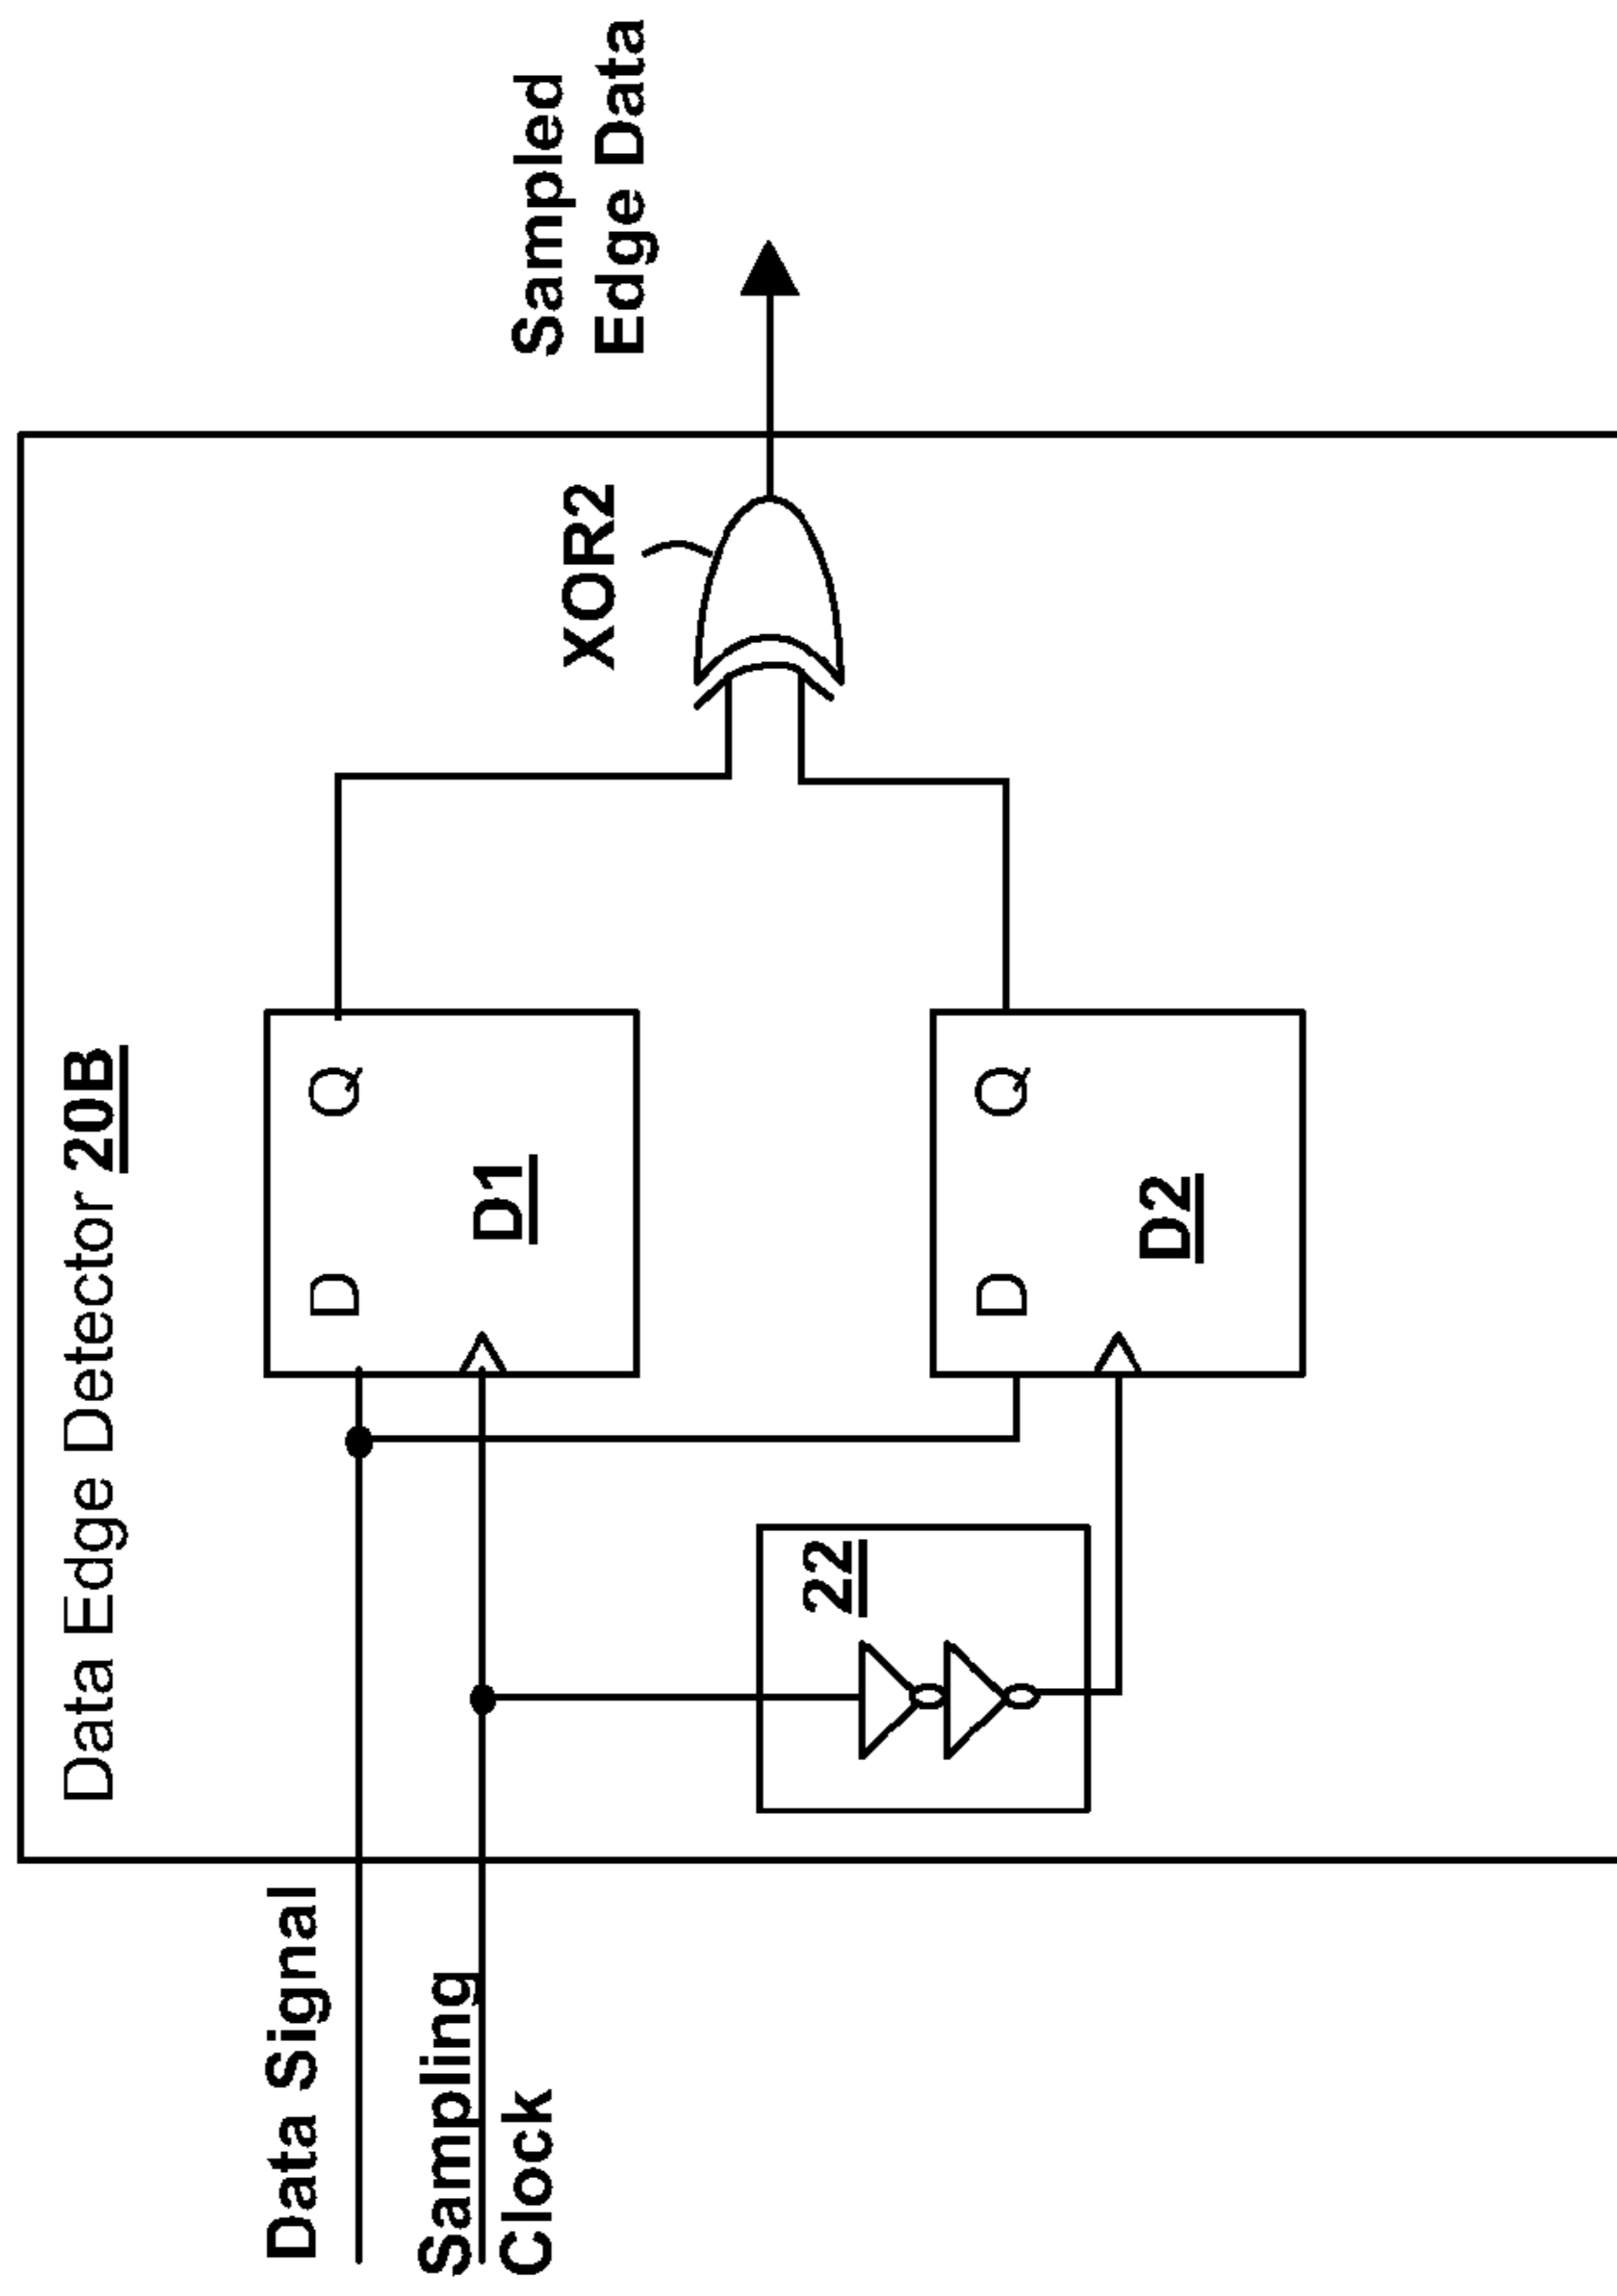 Data Edge Detector 20B
Data Signal
Sampling
Clock
D
Q
D1
22
D
Q
D2
XOR2
Sampled
Edge Data